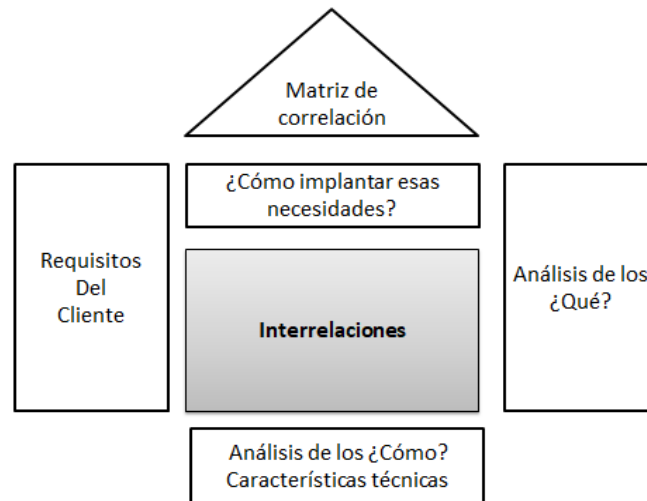 Matriz de
correlación
¿Cómo implantar esas
necesidades?
Requisitos
Del
Cliente
Interrelaciones
Análisis de los
¿Qué?
Análisis de los ¿Cómo?
Características técnicas